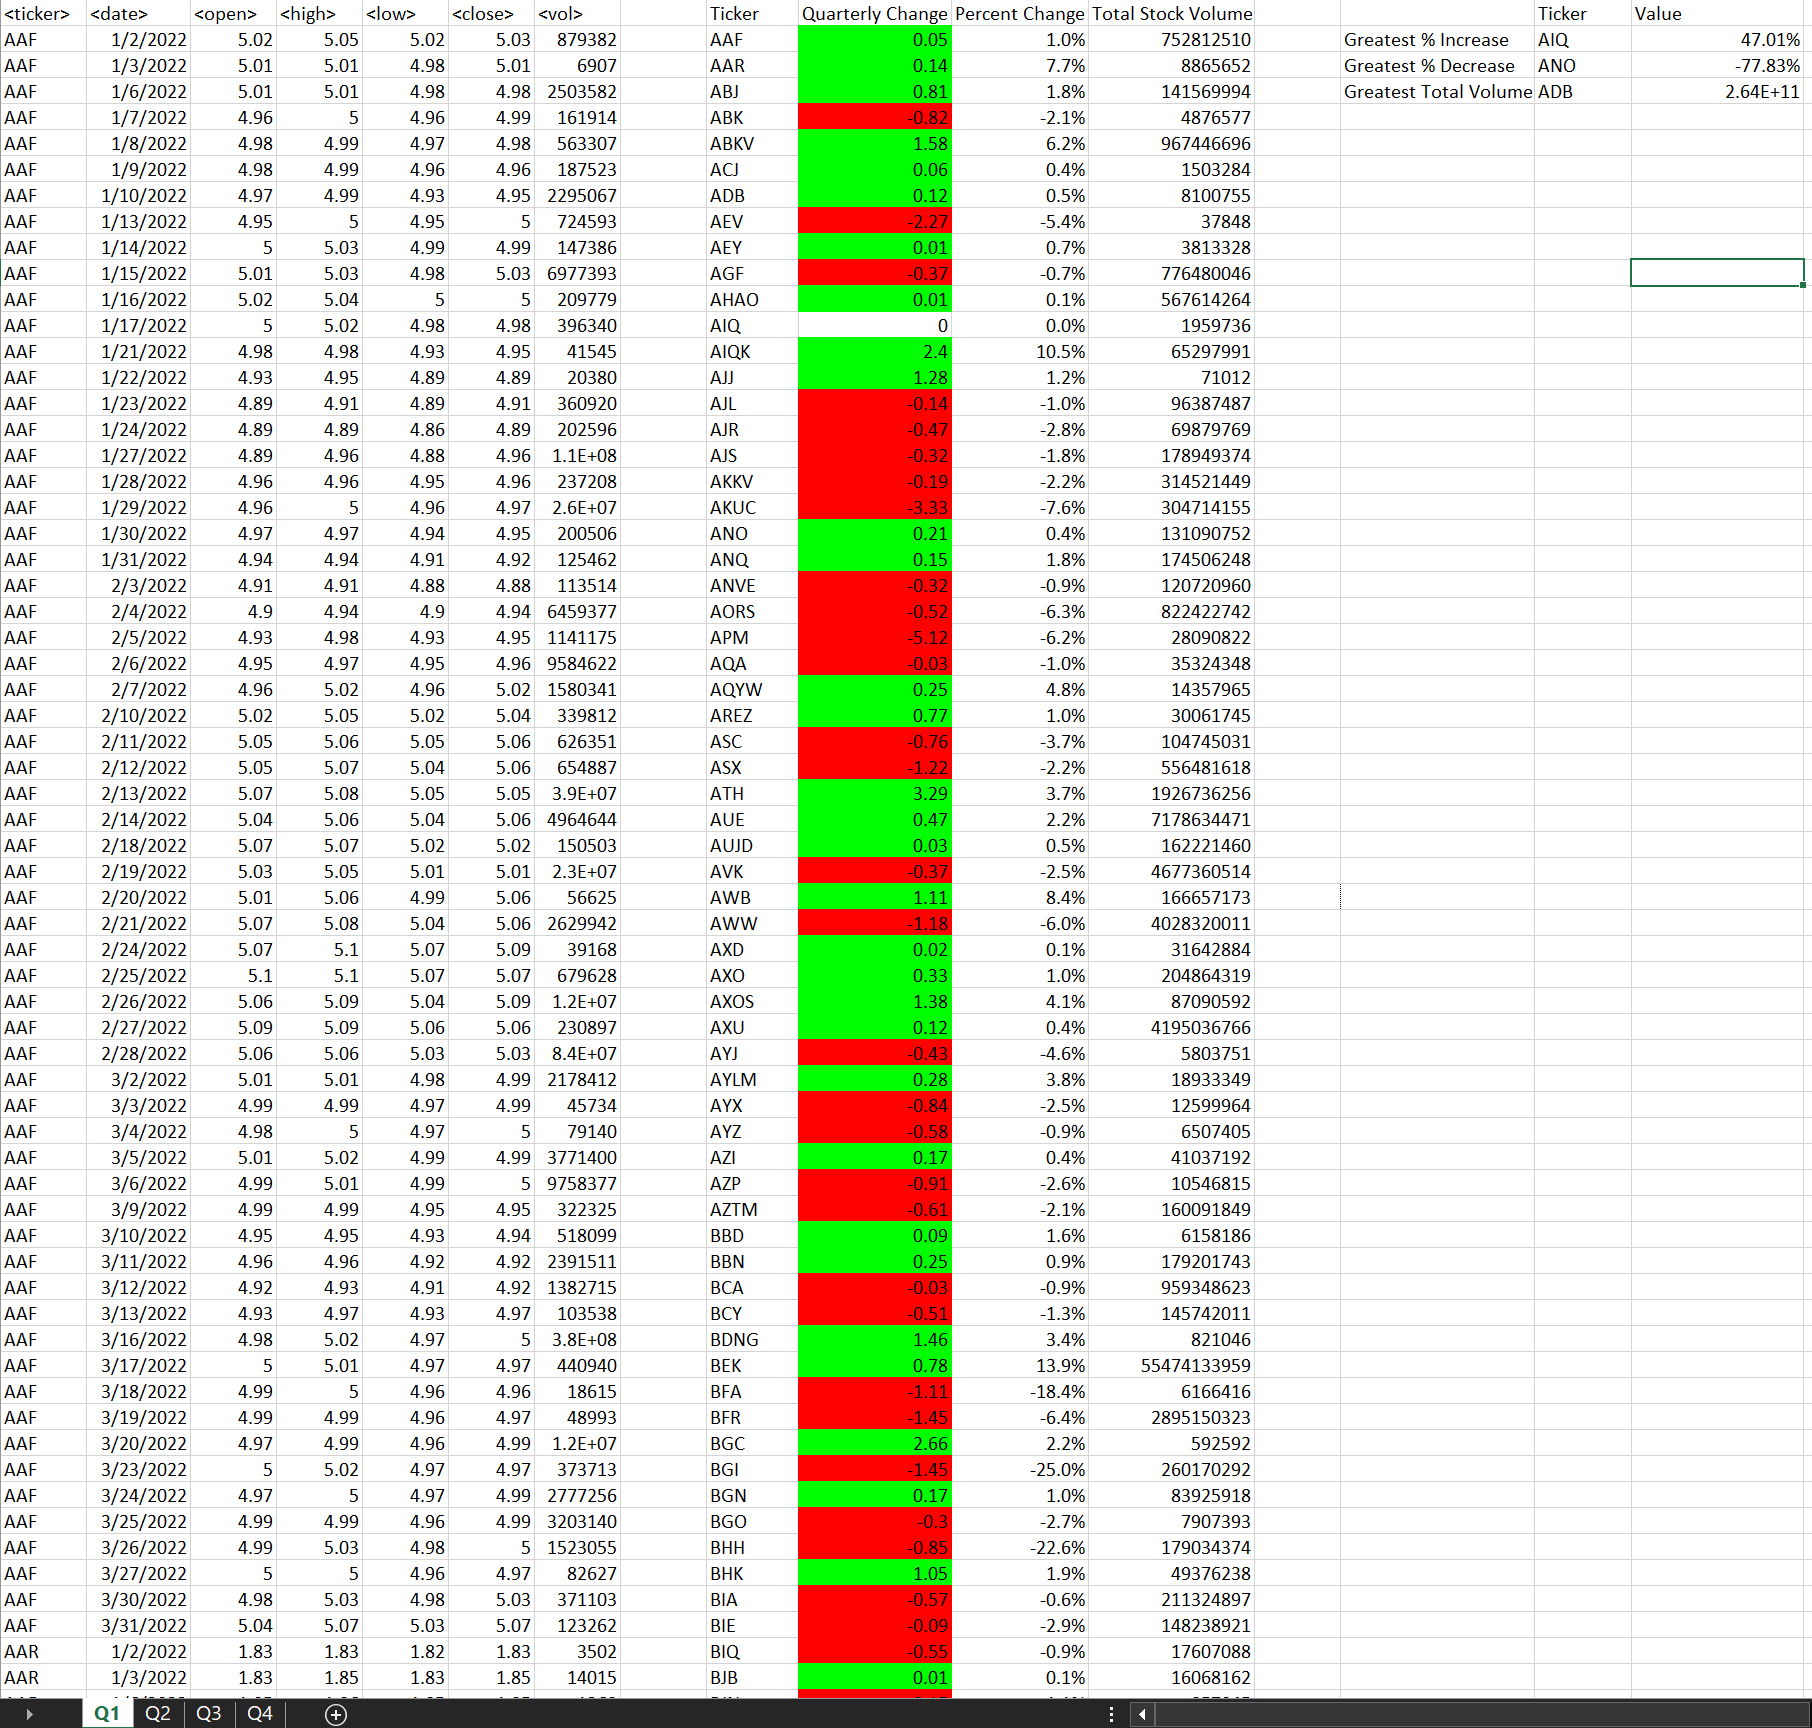 <ticker> <date> <open> <high> <low> <close> <vol> Ticker Quarterly Change Percent Change Total Stock Volume Ticker Value
AAF 1/2/2022 5.02 5.05 5.02 5.03 879382 AAF 0.05 1.0% 752812510 Greatest % Increase AIQ 47.01%
AAF 1/3/2022 5.01 5.01 4.98 5.01 6907 AAR 0.14 7.7% 8865652 Greatest % Decrease ANO -77.83%
AAF 1/6/2022 5.01 5.01 4.98 4.98 2503582 ABJ 0.81 1.8% 141569994 Greatest Total Volume ADB 2.64E+11
AAF 1/7/2022 4.96 5 4.96 4.99 161914 ABK -0.82 -2.1% 4876577
AAF 1/8/2022 4.98 4.99 4.97 4.98 563307 ABKV 1.58 6.2% 967446696
AAF 1/9/2022 4.98 4.99 4.96 4.96 187523 ACJ 0.06 0.4% 1503284
AAF 1/10/2022 4.97 4.99 4.93 4.95 2295067 ADB 0.12 0.5% 8100755
AAF 1/13/2022 4.95 5 4.95 5 724593 AEV -2.27 -5.4% 37848
AAF 1/14/2022 5 5.03 4.99 4.99 147386 AEY 0.01 0.7% 3813328
AAF 1/15/2022 5.01 5.03 4.98 5.03 6977393 AGF -0.37 -0.7% 776480046
AAF 1/16/2022 5.02 5.04 5 5 209779 AHAO 0.01 0.1% 567614264
AAF 1/17/2022 5 5.02 4.98 4.98 396340 AIQ 0 0.0% 1959736
AAF 1/21/2022 4.98 4.98 4.93 4.95 41545 AIQK 2.4 10.5% 65297991
AAF 1/22/2022 4.93 4.95 4.89 4.89 20380 AJJ 1.28 1.2% 71012
AAF 1/23/2022 4.89 4.91 4.89 4.91 360920 AJL -0.14 -1.0% 96387487
AAF 1/24/2022 4.89 4.89 4.86 4.89 202596 AJR -0.47 -2.8% 69879769
AAF 1/27/2022 4.89 4.96 4.88 4.96 1.1E+08 AJS -0.32 -1.8% 178949374
AAF 1/28/2022 4.96 4.96 4.95 4.96 237208 AKKV -0.19 -2.2% 314521449
AAF 1/29/2022 4.96 5 4.96 4.97 2.6E+07 AKUC -3.33 -7.6% 304714155
AAF 1/30/2022 4.97 4.97 4.94 4.95 200506 ANO 0.21 0.4% 131090752
AAF 1/31/2022 4.94 4.94 4.91 4.92 125462 ANQ 0.15 1.8% 174506248
AAF 2/3/2022 4.91 4.91 4.88 4.88 113514 ANVE -0.32 -0.9% 120720960
AAF 2/4/2022 4.9 4.94 4.9 4.94 6459377 AORS -0.52 -6.3% 822422742
AAF 2/5/2022 4.93 4.98 4.93 4.95 1141175 APM -5.12 -6.2% 28090822
AAF 2/6/2022 4.95 4.97 4.95 4.96 9584622 AQA -0.03 -1.0% 35324348
AAF 2/7/2022 4.96 5.02 4.96 5.02 1580341 AQYW 0.25 4.8% 14357965
AAF 2/10/2022 5.02 5.05 5.02 5.04 339812 AREZ 0.77 1.0% 30061745
AAF 2/11/2022 5.05 5.06 5.05 5.06 626351 ASC -0.76 -3.7% 104745031
AAF 2/12/2022 5.05 5.07 5.04 5.06 654887 ASX -1.22 -2.2% 556481618
AAF 2/13/2022 5.07 5.08 5.05 5.05 3.9E+07 ATH 3.29 3.7% 1926736256
AAF 2/14/2022 5.04 5.06 5.04 5.06 4964644 AUE 0.47 2.2% 7178634471
AAF 2/18/2022 5.07 5.07 5.02 5.02 150503 AUJD 0.03 0.5% 162221460
AAF 2/19/2022 5.03 5.05 5.01 5.01 2.3E+07 AVK -0.37 -2.5% 4677360514
AAF 2/20/2022 5.01 5.06 4.99 5.06 56625 AWB 1.11 8.4% 166657173
AAF 2/21/2022 5.07 5.08 5.04 5.06 2629942 AWW -1.18 -6.0% 4028320011
AAF 2/24/2022 5.07 5.1 5.07 5.09 39168 AXD 0.02 0.1% 31642884
AAF 2/25/2022 5.1 5.1 5.07 5.07 679628 AXO 0.33 1.0% 204864319
AAF 2/26/2022 5.06 5.09 5.04 5.09 1.2E+07 AXOS 1.38 4.1% 87090592
AAF 2/27/2022 5.09 5.09 5.06 5.06 230897 AXU 0.12 0.4% 4195036766
AAF 2/28/2022 5.06 5.06 5.03 5.03 8.4E+07 AYJ -0.43 -4.6% 5803751
AAF 3/2/2022 5.01 5.01 4.98 4.99 2178412 AYLM 0.28 3.8% 18933349
AAF 3/3/2022 4.99 4.99 4.97 4.99 45734 AYX -0.84 -2.5% 12599964
AAF 3/4/2022 4.98 5 4.97 5 79140 AYZ -0.58 -0.9% 6507405
AAF 3/5/2022 5.01 5.02 4.99 4.99 3771400 AZI 0.17 0.4% 41037192
AAF 3/6/2022 4.99 5.01 4.99 5 9758377 AZP -0.91 -2.6% 10546815
AAF 3/9/2022 4.99 4.99 4.95 4.95 322325 AZTM -0.61 -2.1% 160091849
AAF 3/10/2022 4.95 4.95 4.93 4.94 518099 BBD 0.09 1.6% 6158186
AAF 3/11/2022 4.96 4.96 4.92 4.92 2391511 BBN 0.25 0.9% 179201743
AAF 3/12/2022 4.92 4.93 4.91 4.92 1382715 BCA -0.03 -0.9% 959348623
AAF 3/13/2022 4.93 4.97 4.93 4.97 103538 BCY -0.51 -1.3% 145742011
AAF 3/16/2022 4.98 5.02 4.97 5 3.8E+08 BDNG 1.46 3.4% 821046
AAF 3/17/2022 5 5.01 4.97 4.97 440940 BEK 0.78 13.9% 55474133959
AAF 3/18/2022 4.99 5 4.96 4.96 18615 BFA -1.11 -18.4% 6166416
AAF 3/19/2022 4.99 4.99 4.96 4.97 48993 BFR -1.45 -6.4% 2895150323
AAF 3/20/2022 4.97 4.99 4.96 4.99 1.2E+07 BGC 2.66 2.2% 592592
AAF 3/23/2022 5 5.02 4.97 4.97 373713 BGI -1.45 -25.0% 260170292
AAF 3/24/2022 4.97 5 4.97 4.99 2777256 BGN 0.17 1.0% 83925918
AAF 3/25/2022 4.99 4.99 4.96 4.99 3203140 BGO -0.3 -2.7% 7907393
AAF 3/26/2022 4.99 5.03 4.98 5 1523055 BHH -0.85 -22.6% 179034374
AAF 3/27/2022 5 5 4.96 4.97 82627 BHK 1.05 1.9% 49376238
AAF 3/30/2022 4.98 5.03 4.98 5.03 371103 BIA -0.57 -0.6% 211324897
AAF 3/31/2022 5.04 5.07 5.03 5.07 123262 BIE -0.09 -2.9% 148238921
AAR 1/2/2022 1.83 1.83 1.82 1.83 3502 BIQ -0.55 -0.9% 17607088
AAR 1/3/2022 1.83 1.85 1.83 1.85 14015 BJB 0.01 0.1% 16068162
Q1 Q2 Q3 Q4